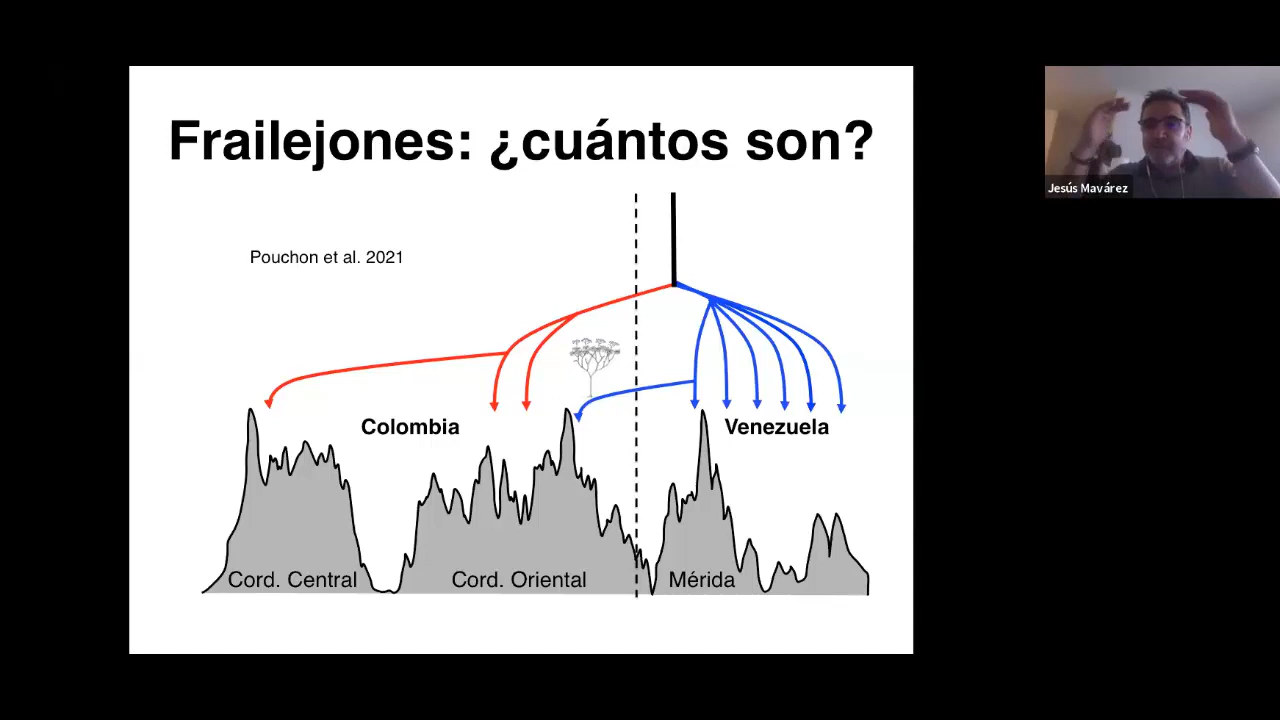 Frailejones: ¿cuántos son?
Pouchon et al. 2021
Colombia
Venezuela
Cord. Central
Cord. Oriental
Mérida
Jesús Mavárez